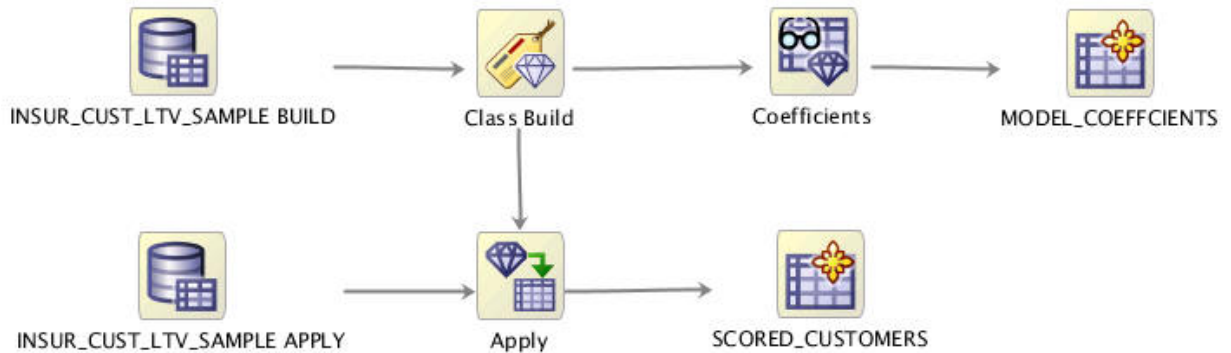 INSUR_CUST_LTV_SAMPLE BUILD
Class Build
Coefficients
MODEL_COEFFCIENTS
INSUR_CUST_LTV_SAMPLE APPLY
Apply
SCORED_CUSTOMERS